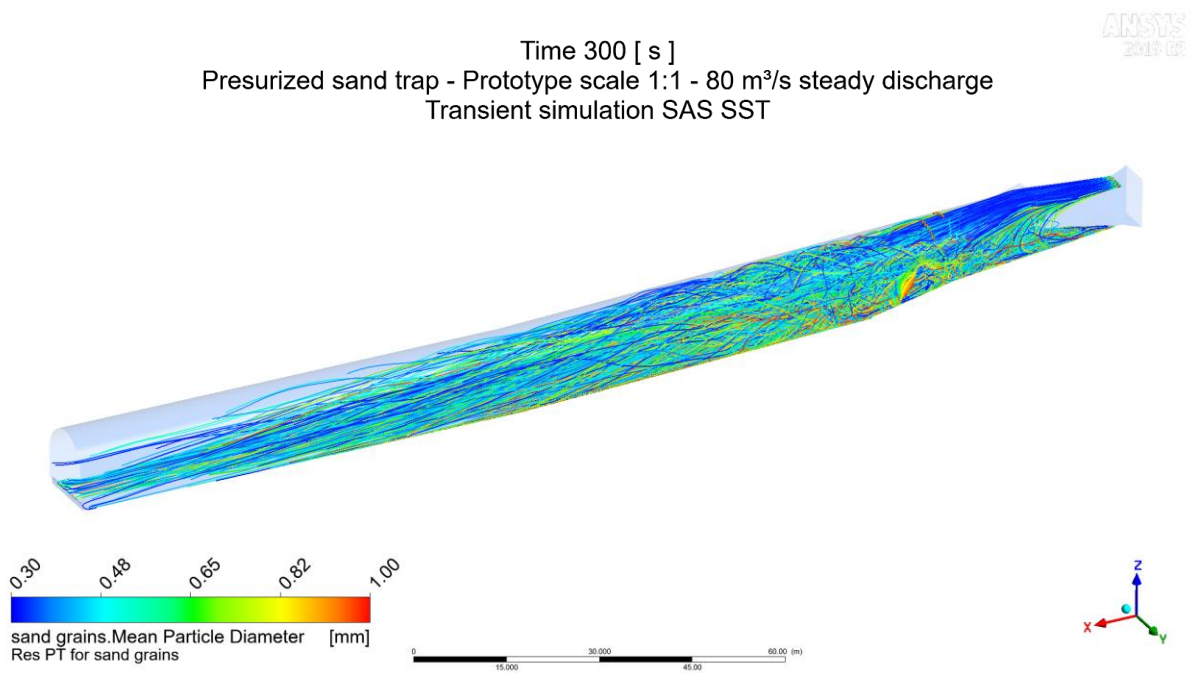 ANSYS
2019 R3
Time 300 [ s ]
Presurized sand trap - Prototype scale 1:1 - 80 m³/s steady discharge
Transient simulation SAS SST
0.30 0.48 0.65 0.82 1.00
sand grains.Mean Particle Diameter [mm]
Res PT for sand grains
0 30.000 60.00 (m)
15.000 45.00
Z
X
Y